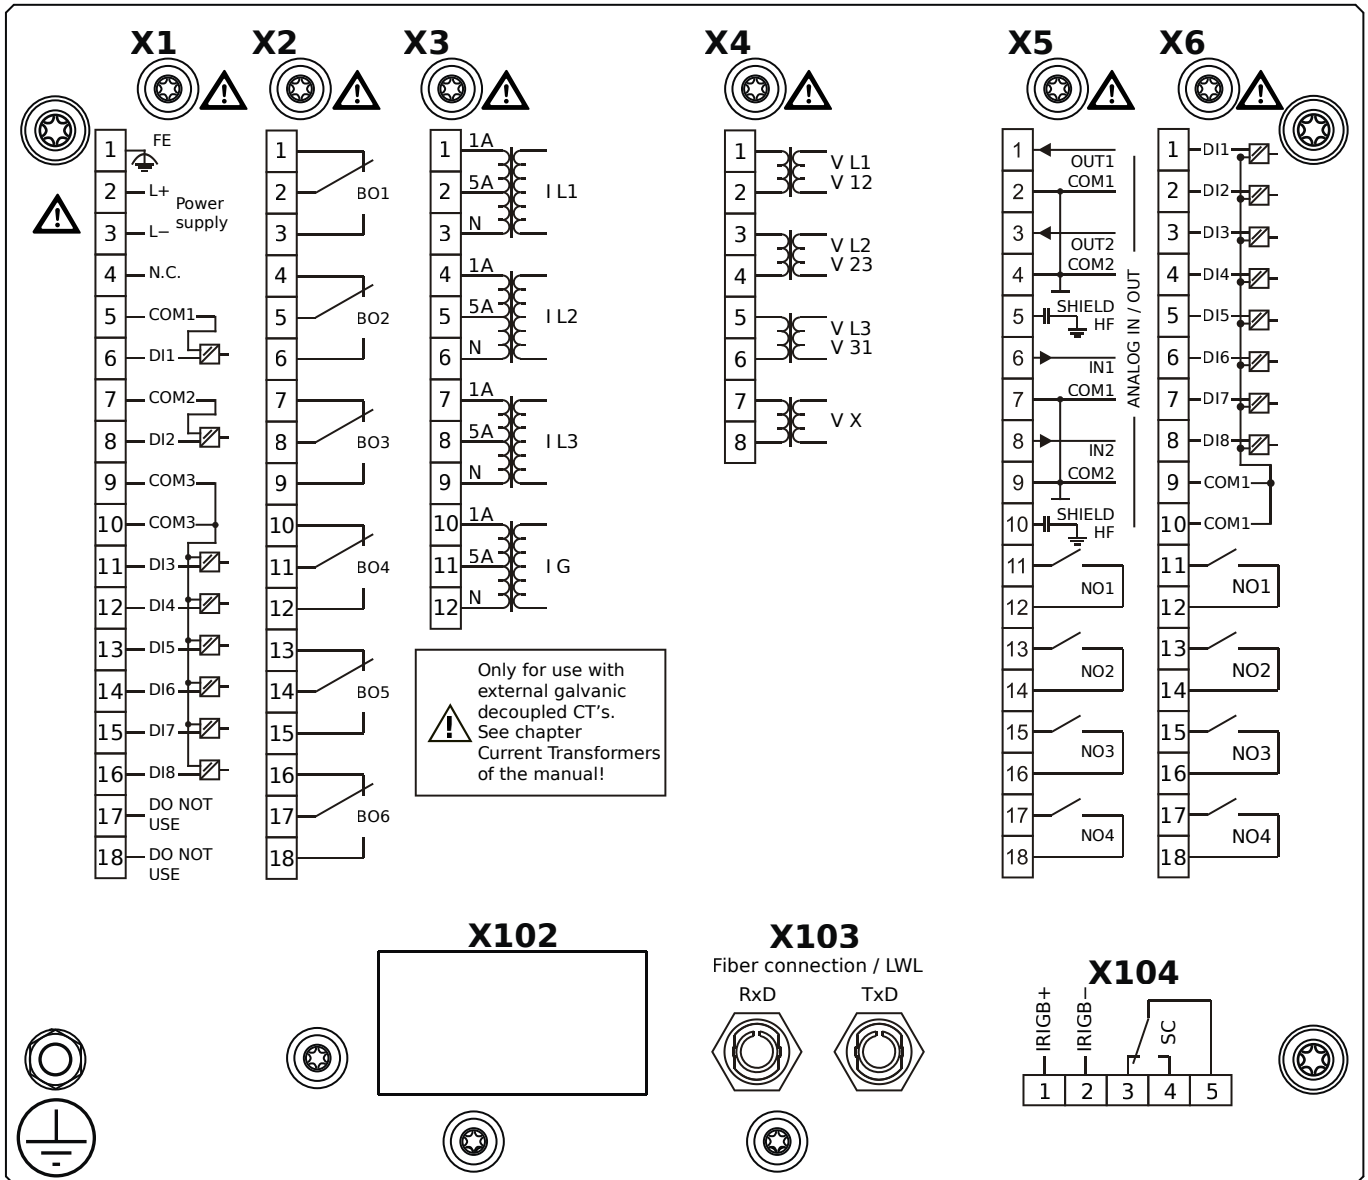 X1 X2 X3 X4 X5 X6
1 FE
2 L+
Power
supply
3 L−
4 N.C.
5 COM1
6 DI1
7 COM2
8 DI2
9 COM3
10 COM3
11 DI3
12 DI4
13 DI5
14 DI6
15 DI7
16 DI8
17 DO NOT
USE
18 DO NOT
USE
1
2 BO1
3
4
5 BO2
6
7
8 BO3
9
10
11 BO4
12
13
14 BO5
15
16
17 BO6
18
1 1A
2 5A I L1
3 N
4 1A
5 5A I L2
6 N
7 1A
8 5A I L3
9 N
10 1A
11 5A I G
12 N
Only for use with
external galvanic
decoupled CT's.
See chapter
Current Transformers
of the manual!
1 V L1
2 V 12
3 V L2
4 V 23
5 V L3
6 V 31
7 V X
8
1 OUT1
2 COM1
3 OUT2
4 COM2
5 SHIELD
HF
6 IN1
7 COM1
8 IN2
9 COM2
10 SHIELD
HF
ANALOG IN / OUT
11
NO1
12
13
NO2
14
15
NO3
16
17
NO4
18
1 DI1
2 DI2
3 DI3
4 DI4
5 DI5
6 DI6
7 DI7
8 DI8
9 COM1
10 COM1
11
NO1
12
13
NO2
14
15
NO3
16
17
NO4
18
X102
X103
Fiber connection / LWL
RxD TxD
X104
IRIGB+
IRIGB−
SC
1 2 3 4 5